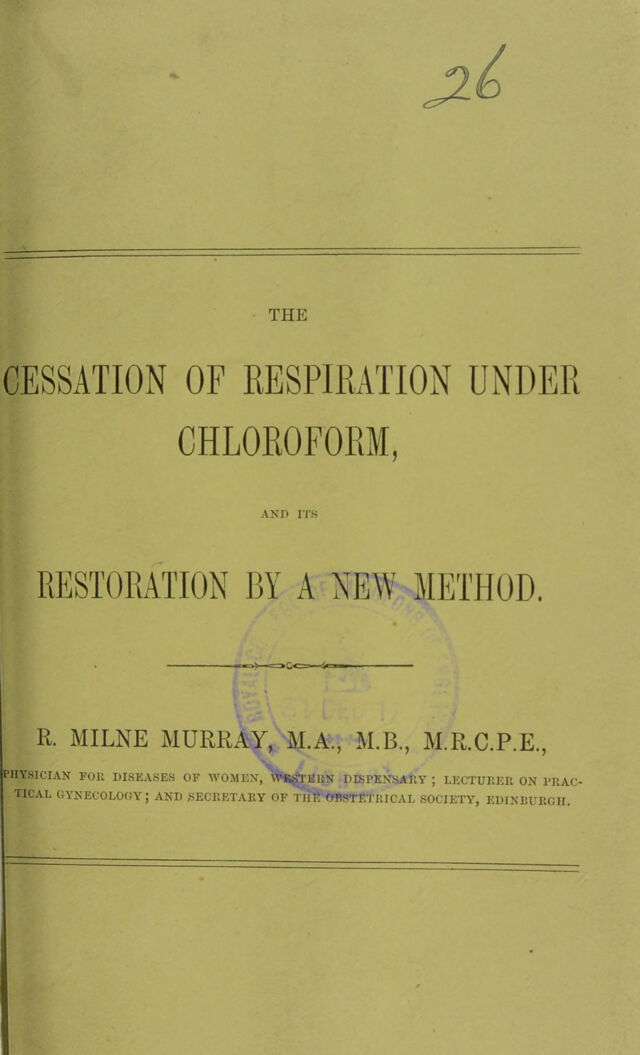 26
THE
CESSATION OF RESPIRATION UNDER
CHLOROFORM,
AND ITS
RESTORATION BY A NEW METHOD.
R. MILNE MURRAY, M.A., M.B., M.R.C.P.E.,
PHYSICIAN FOR DISEASES OF WOMEN, WESTERN DISPENSARY; LECTURER ON PRAC-
TICAL GYNECOLOGY; AND SECRETARY OF THE OBSTETRICAL SOCIETY, EDINBURGH.